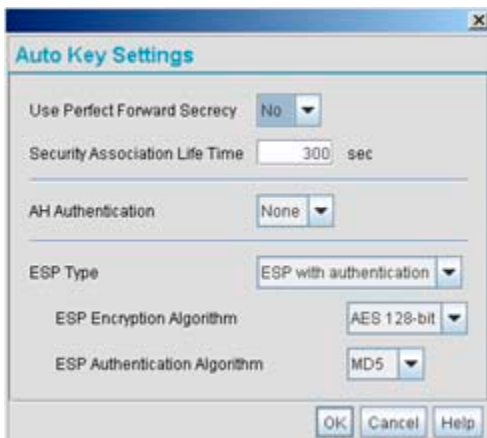 Auto Key Settings
Use Perfect Forward Secrecy No
Security Association Life Time 300 sec
AH Authentication None
ESP Type ESP with authentication
ESP Encryption Algorithm AES 128-bit
ESP Authentication Algorithm MD5
OK Cancel Help